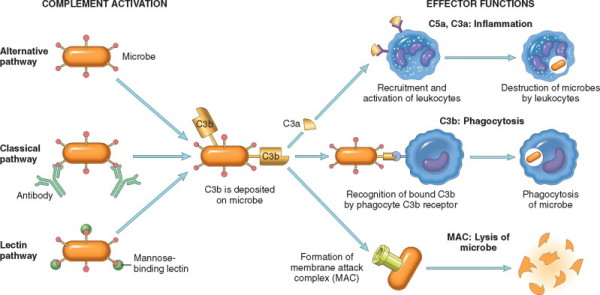 COMPLEMENT ACTIVATION
EFFECTOR FUNCTIONS
Alternative
pathway
Microbe
Classical
pathway
Antibody
Lectin
pathway
Mannose-
binding lectin
C3b
C3b
C3b is deposited
on microbe
C3a
C5a, C3a: Inflammation
Recruitment and
activation of leukocytes
Destruction of microbes
by leukocytes
C3b: Phagocytosis
Recognition of bound C3b
by phagocyte C3b receptor
Phagocytosis
of microbe
MAC: Lysis of
microbe
Formation of
membrane attack
complex (MAC)